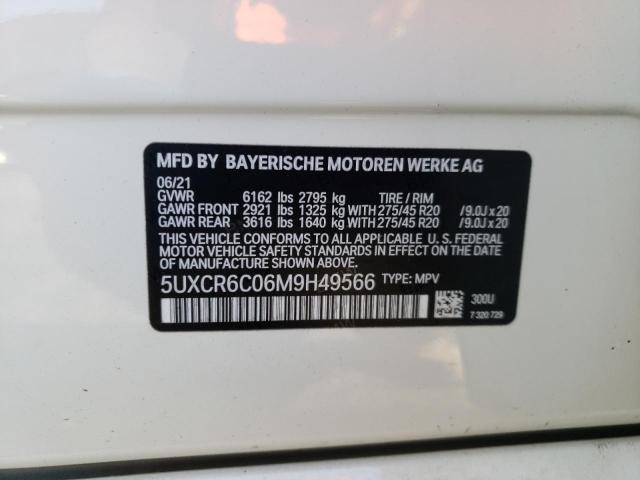 MFD BY BAYERISCHE MOTOREN WERKE AG
06/21
GVWR 6162 lbs 2795 kg TIRE / RIM
GAWR FRONT 2921 lbs 1325 kg WITH 275/45 R20 /9.0J x 20
GAWR REAR 3616 lbs 1640 kg WITH 275/45 R20 /9.0J x 20
THIS VEHICLE CONFORMS TO ALL APPLICABLE U. S. FEDERAL
MOTOR VEHICLE SAFETY STANDARDS IN EFFECT ON THE DATE
OF MANUFACTURE SHOWN ABOVE.
5UXCR6C06M9H49566 TYPE: MPV
300U
7 320 729